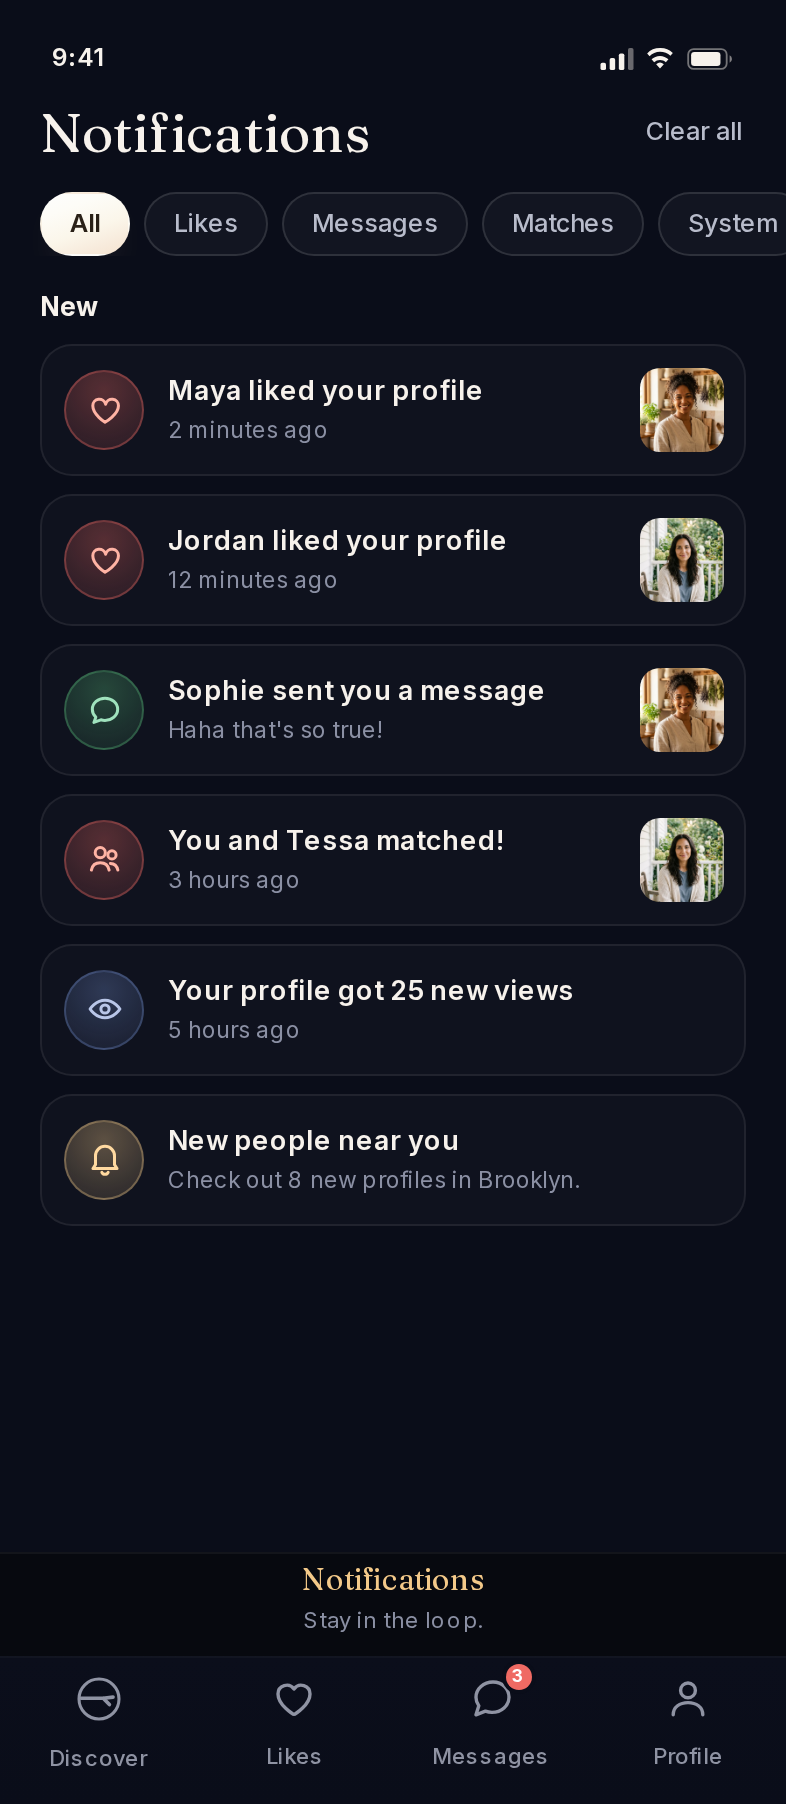 9:41
Notifications
Clear all
All
Likes
Messages
Matches
System
New
Maya liked your profile
2 minutes ago
Jordan liked your profile
12 minutes ago
Sophie sent you a message
Haha that's so true!
You and Tessa matched!
3 hours ago
Your profile got 25 new views
5 hours ago
New people near you
Check out 8 new profiles in Brooklyn.
Notifications
Stay in the loop.
3
Discover
Likes
Messages
Profile